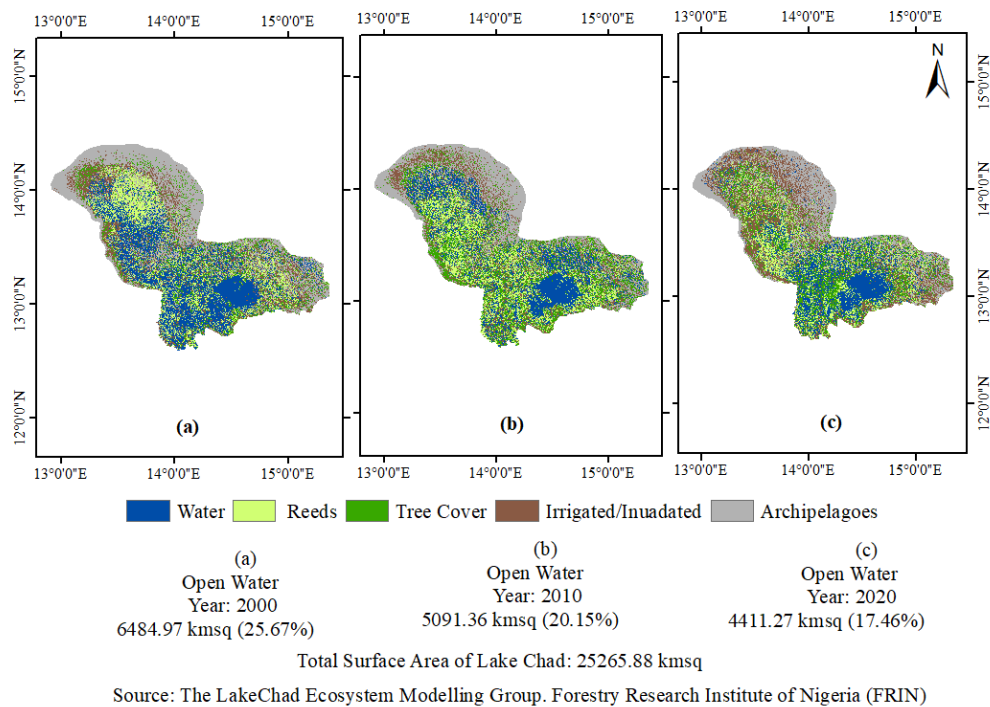 13°0'0"E 14°0'0"E 15°0'0"E 13°0'0"E 14°0'0"E 15°0'0"E 13°0'0"E 14°0'0"E 15°0'0"E
15°0'0"N
14°0'0"N
13°0'0"N
12°0'0"N
N
15°0'0"N
14°0'0"N
13°0'0"N
12°0'0"N
(a) (b) (c)
13°0'0"E 14°0'0"E 15°0'0"E 13°0'0"E 14°0'0"E 15°0'0"E 13°0'0"E 14°0'0"E 15°0'0"E
Water Reeds Tree Cover Irrigated/Inuadated Archipelagoes
(a)
Open Water
Year: 2000
6484.97 kmsq (25.67%)
(b)
Open Water
Year: 2010
5091.36 kmsq (20.15%)
(c)
Open Water
Year: 2020
4411.27 kmsq (17.46%)
Total Surface Area of Lake Chad: 25265.88 kmsq
Source: The LakeChad Ecosystem Modelling Group. Forestry Research Institute of Nigeria (FRIN)